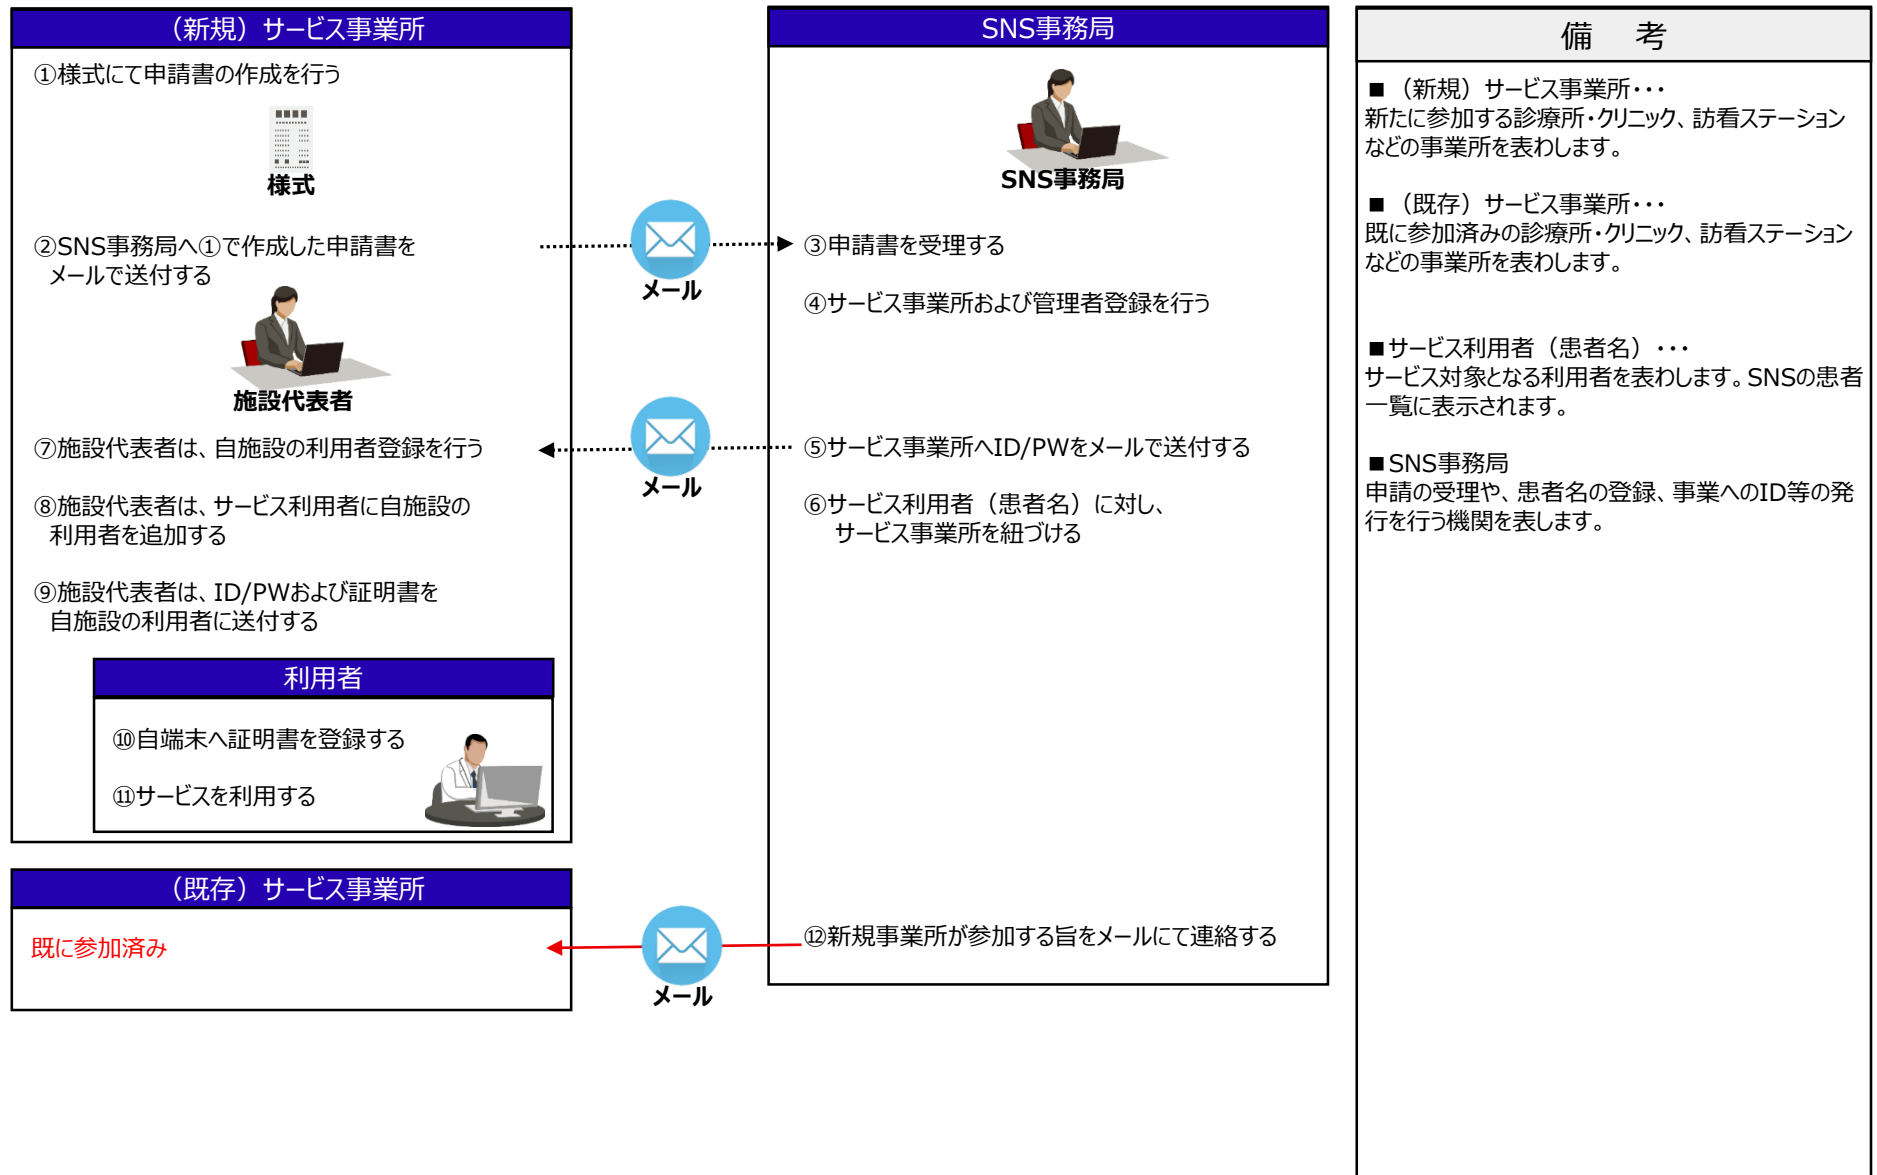 （新規）サービス事業所
①様式にて申請書の作成を行う
様式
②SNS事務局へ①で作成した申請書を
メールで送付する
施設代表者
⑦施設代表者は、自施設の利用者登録を行う
⑧施設代表者は、サービス利用者に自施設の
利用者を追加する
⑨施設代表者は、ID/PWおよび証明書を
自施設の利用者に送付する
利用者
⑩自端末へ証明書を登録する
⑪サービスを利用する
（既存）サービス事業所
既に参加済み
メール
メール
メール
SNS事務局
SNS事務局
③申請書を受理する
④サービス事業所および管理者登録を行う
⑤サービス事業所へID/PWをメールで送付する
⑥サービス利用者（患者名）に対し、
サービス事業所を紐づける
⑫新規事業所が参加する旨をメールにて連絡する
備　考
■（新規）サービス事業所・・・
新たに参加する診療所・クリニック、訪看ステーション
などの事業所を表わします。
■（既存）サービス事業所・・・
既に参加済みの診療所・クリニック、訪看ステーション
などの事業所を表わします。
■サービス利用者（患者名）・・・
サービス対象となる利用者を表わします。SNSの患者
一覧に表示されます。
■SNS事務局
申請の受理や、患者名の登録、事業へのID等の発
行を行う機関を表します。